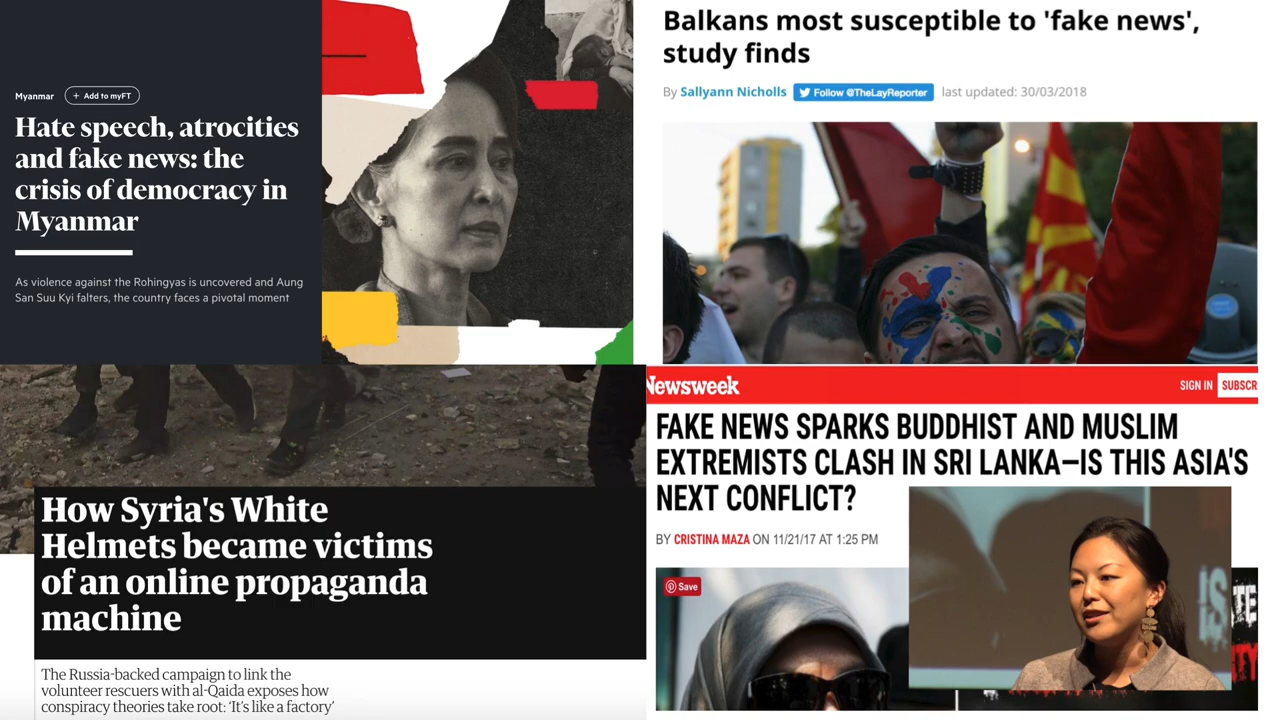 Myanmar
+ Add to myFT
Hate speech, atrocities
and fake news: the
crisis of democracy in
Myanmar
As violence against the Rohingyas is uncovered and Aung
San Suu Kyi falters, the country faces a pivotal moment
Balkans most susceptible to 'fake news',
study finds
By Sallyann Nicholls Follow @TheLayReporter last updated: 30/03/2018
How Syria's White
Helmets became victims
of an online propaganda
machine
The Russia-backed campaign to link the
volunteer rescuers with al-Qaida exposes how
conspiracy theories take root: ‘It's like a factory’
Newsweek
SIGN IN SUBSCR
FAKE NEWS SPARKS BUDDHIST AND MUSLIM
EXTREMISTS CLASH IN SRI LANKA—IS THIS ASIA'S
NEXT CONFLICT?
BY CRISTINA MAZA ON 11/21/17 AT 1:25 PM
Save
IS